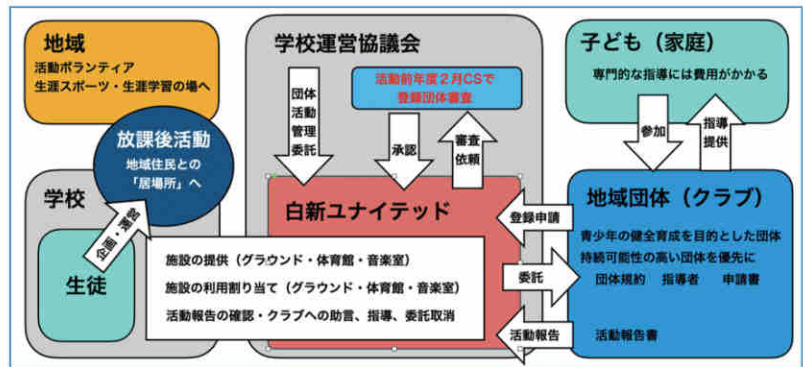 地域
活動ボランティア
生涯スポーツ・生涯学習の場へ
放課後活動
地域住民との
「居場所」へ
学校
生徒
学校運営協議会
団体
活動
管理
委託
活動前年度２月CSで
登録団体審査
承認
審査
依頼
白新ユナイテッド
施設の提供（グラウンド・体育館・音楽室）
施設の利用割り当て（グラウンド・体育館・音楽室）
活動報告の確認・クラブへの助言、指導、委託取消
子ども（家庭）
専門的な指導には費用がかかる
参加
指導
提供
登録申請
委託
活動報告
地域団体（クラブ）
青少年の健全育成を目的とした団体
持続可能性の高い団体を優先に
団体規約　指導者　申請書
活動報告書